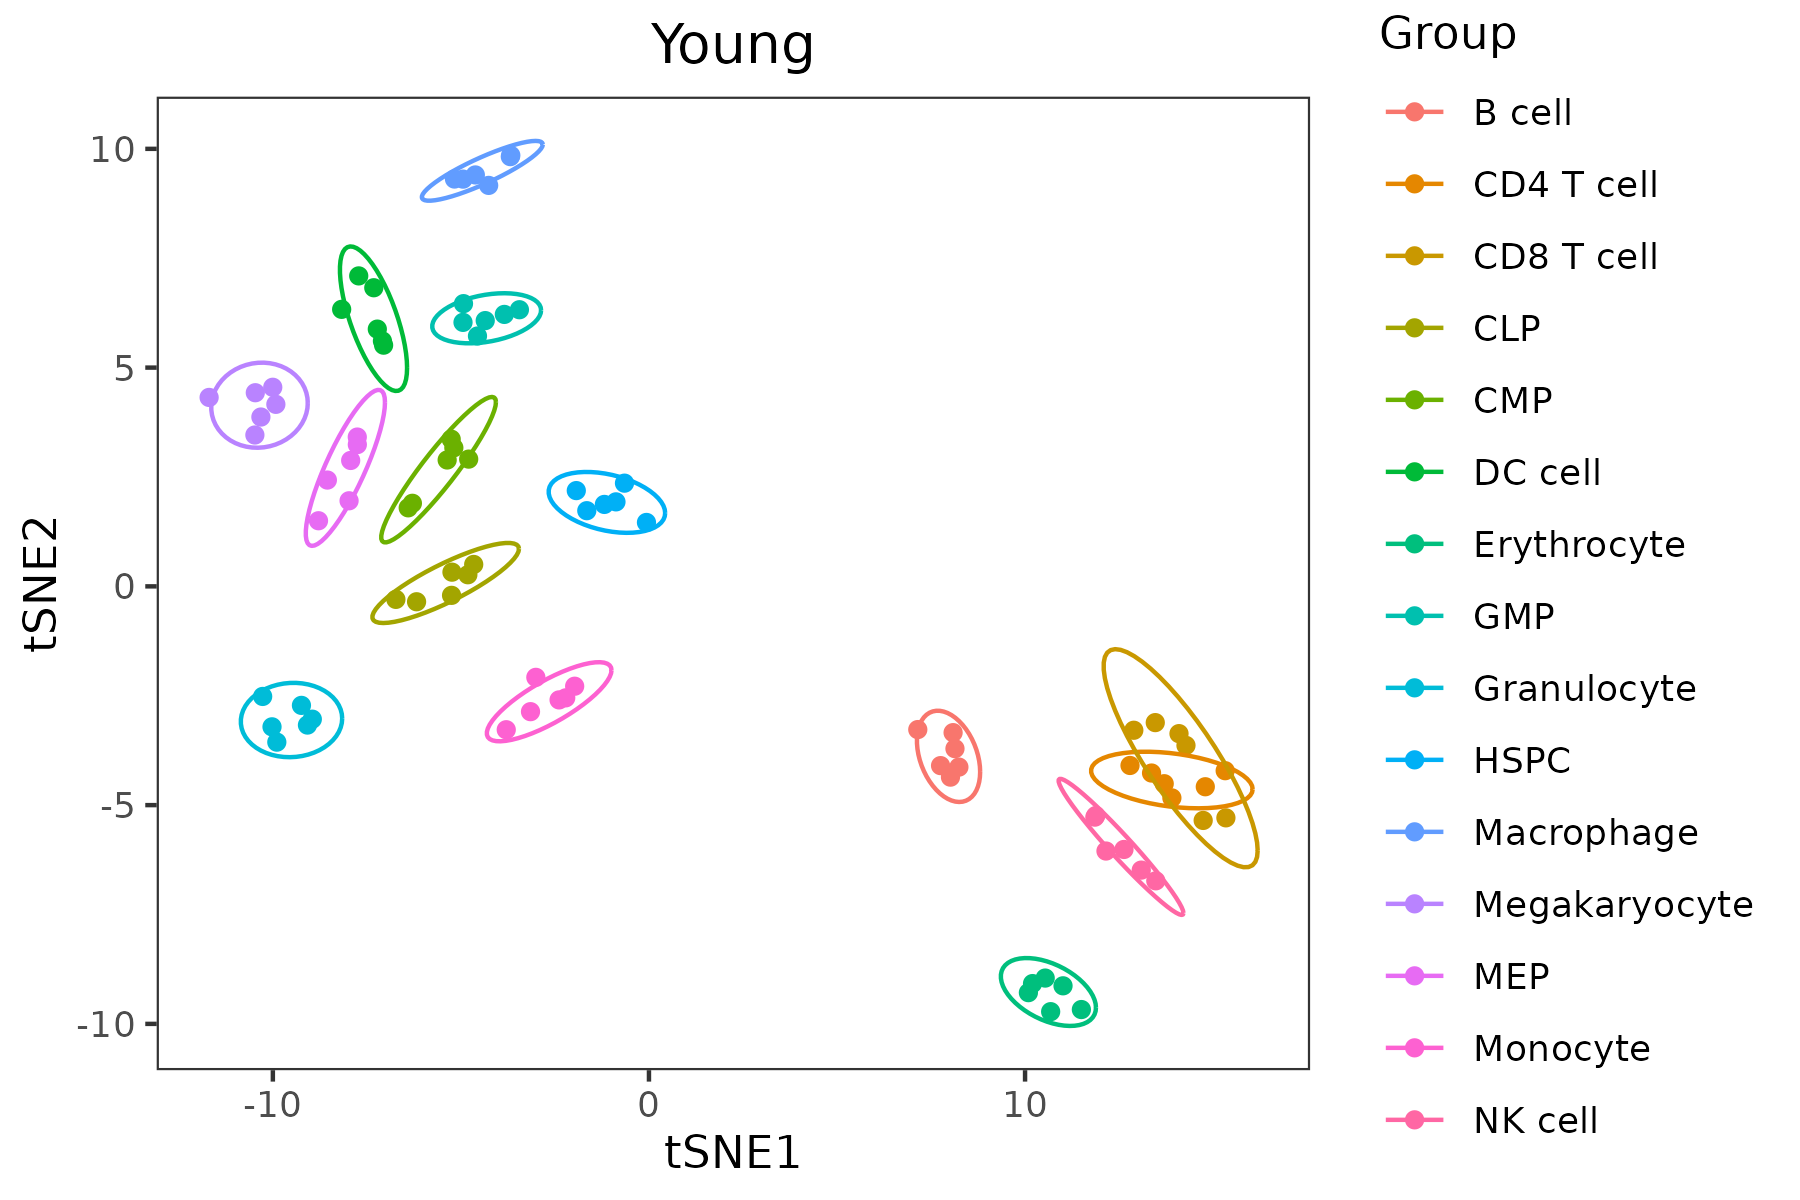 Young
Group
B cell
CD4 T cell
CD8 T cell
CLP
CMP
DC cell
Erythrocyte
GMP
Granulocyte
HSPC
Macrophage
Megakaryocyte
MEP
Monocyte
NK cell
tSNE2
10
5
0
-5
-10
-10 0 10
tSNE1